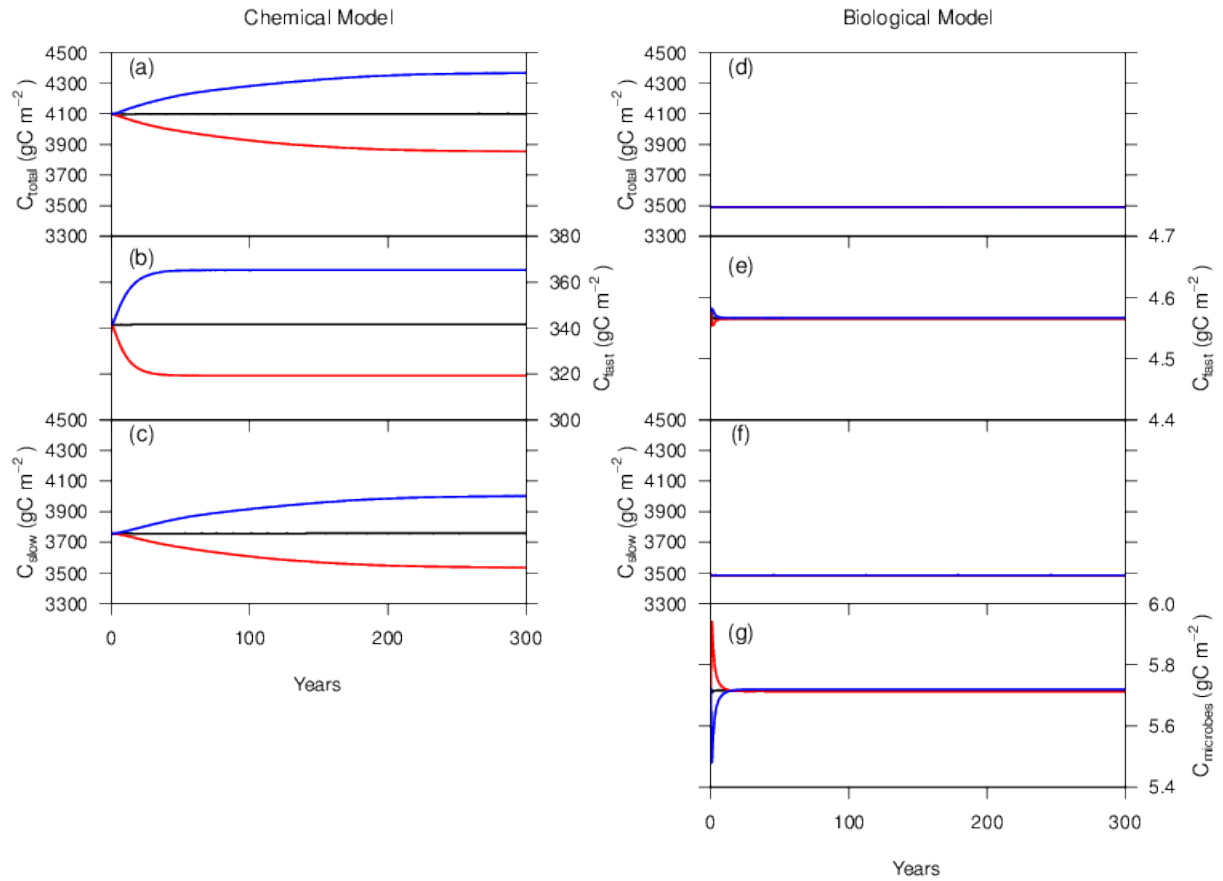 Chemical Model
(a)
4500
4300
4100
3900
3700
3500
3300
C_total (gC m⁻²)
(b)
380
360
340
320
300
C_fast (gC m⁻²)
(c)
4500
4300
4100
3900
3700
3500
3300
C_slow (gC m⁻²)
0
100
200
300
Years
Biological Model
(d)
4500
4300
4100
3900
3700
3500
3300
C_total (gC m⁻²)
(e)
4.7
4.6
4.5
4.4
C_fast (gC m⁻²)
(f)
4500
4300
4100
3900
3700
3500
3300
C_slow (gC m⁻²)
(g)
6.0
5.8
5.6
5.4
C_microbes (gC m⁻²)
0
100
200
300
Years